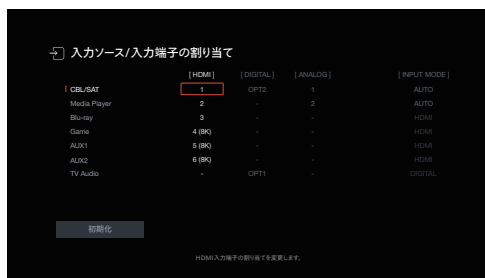 入力ソース/入力端子の割り当て
[ HDMI ] [ DIGITAL ] [ ANALOG ] [ INPUT MODE ]
CBL/SAT 1 OPT2 1 AUTO
Media Player 2 - 2 AUTO
Blu-ray 3 - - HDMI
Game 4 (8K) - - HDMI
AUX1 5 (8K) - - HDMI
AUX2 6 (8K) - - HDMI
TV Audio - OPT1 - DIGITAL
初期化
HDMI入力端子の割り当てを変更します。